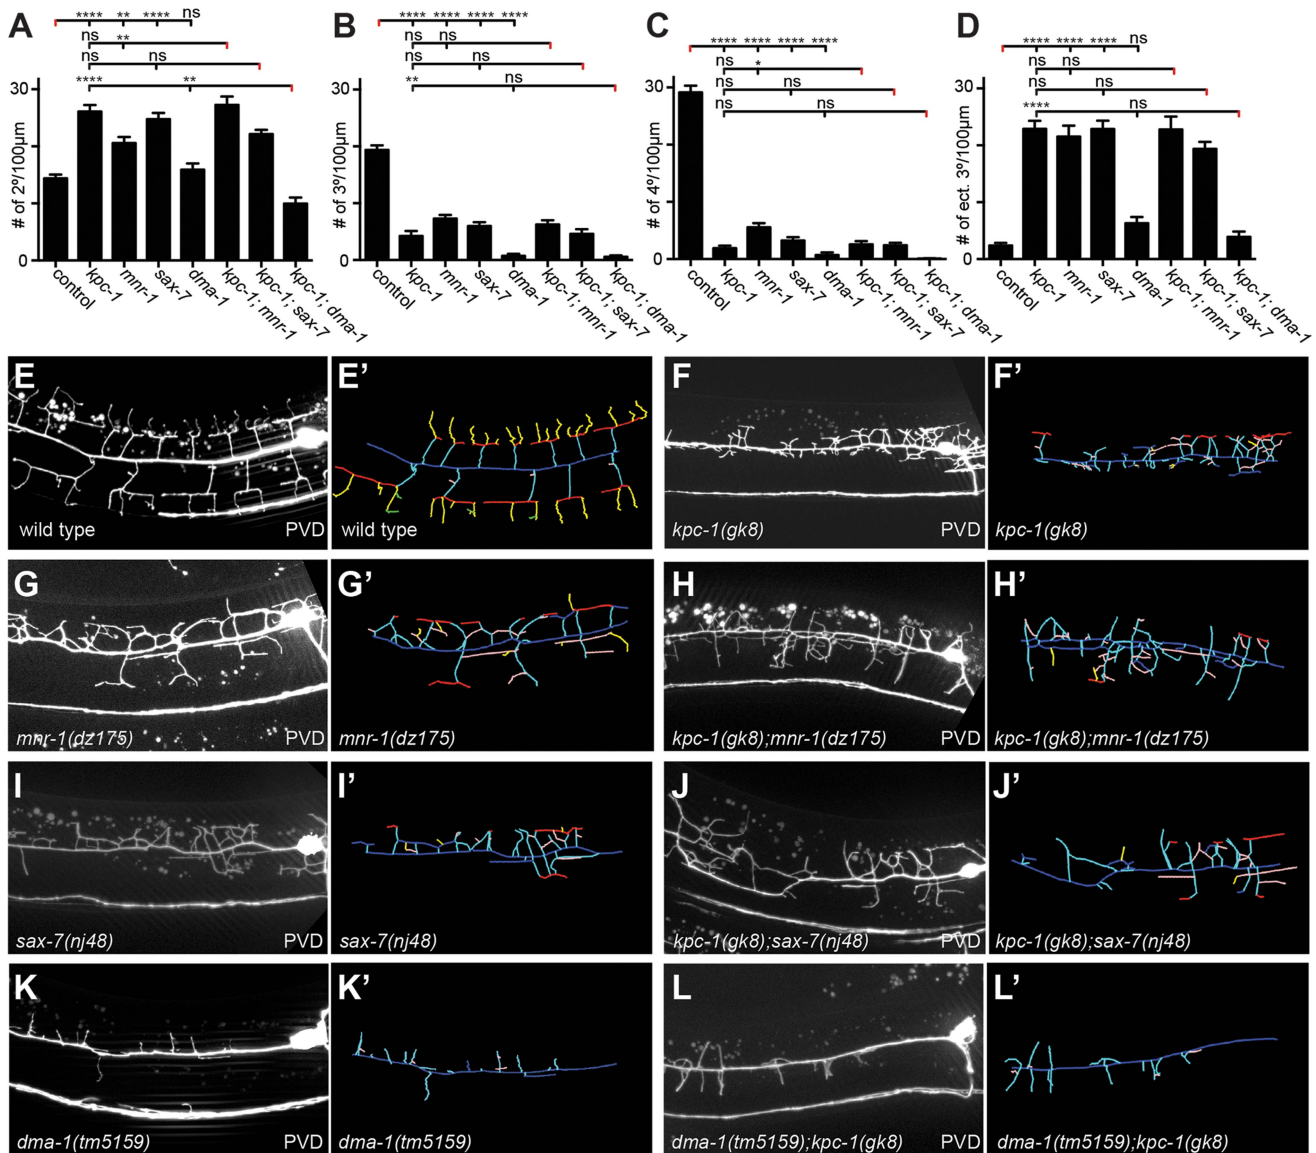 A
B
C
D
**** ** **** ns
ns **
ns ns
**** **
30
0
# of 2º/100µm
control
kpc-1
mnr-1
sax-7
dma-1
kpc-1; mnr-1
kpc-1; sax-7
kpc-1; dma-1
**** **** **** ****
ns ns
ns ns
** ns
30
0
# of 3º/100µm
control
kpc-1
mnr-1
sax-7
dma-1
kpc-1; mnr-1
kpc-1; sax-7
kpc-1; dma-1
**** **** **** ****
ns *
ns ns
ns ns
30
0
# of 4º/100µm
control
kpc-1
mnr-1
sax-7
dma-1
kpc-1; mnr-1
kpc-1; sax-7
kpc-1; dma-1
**** **** **** ns
ns ns
ns ns
**** ns
30
0
# of ect. 3º/100µm
control
kpc-1
mnr-1
sax-7
dma-1
kpc-1; mnr-1
kpc-1; sax-7
kpc-1; dma-1
E
wild type PVD
E’
wild type
F
kpc-1(gk8) PVD
F’
kpc-1(gk8)
G
mnr-1(dz175) PVD
G’
mnr-1(dz175)
H
kpc-1(gk8);mnr-1(dz175) PVD
H’
kpc-1(gk8);mnr-1(dz175)
I
sax-7(nj48) PVD
I’
sax-7(nj48)
J
kpc-1(gk8);sax-7(nj48) PVD
J’
kpc-1(gk8);sax-7(nj48)
K
dma-1(tm5159) PVD
K’
dma-1(tm5159)
L
dma-1(tm5159);kpc-1(gk8) PVD
L’
dma-1(tm5159);kpc-1(gk8)